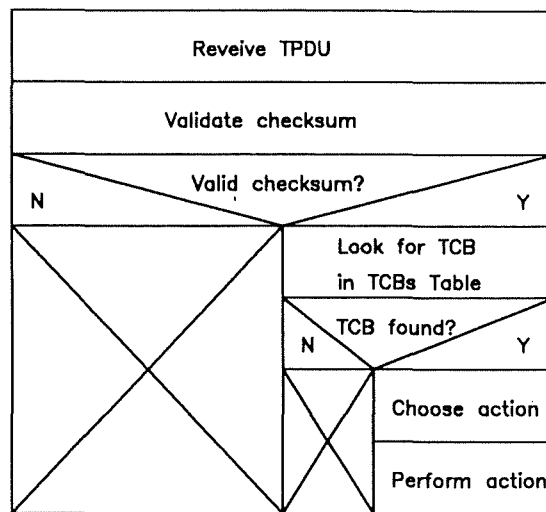 Reveive TPDU
Validate checksum
Valid checksum?
N
Y
Look for TCB
in TCBs Table
TCB found?
N
Y
Choose action
Perform action